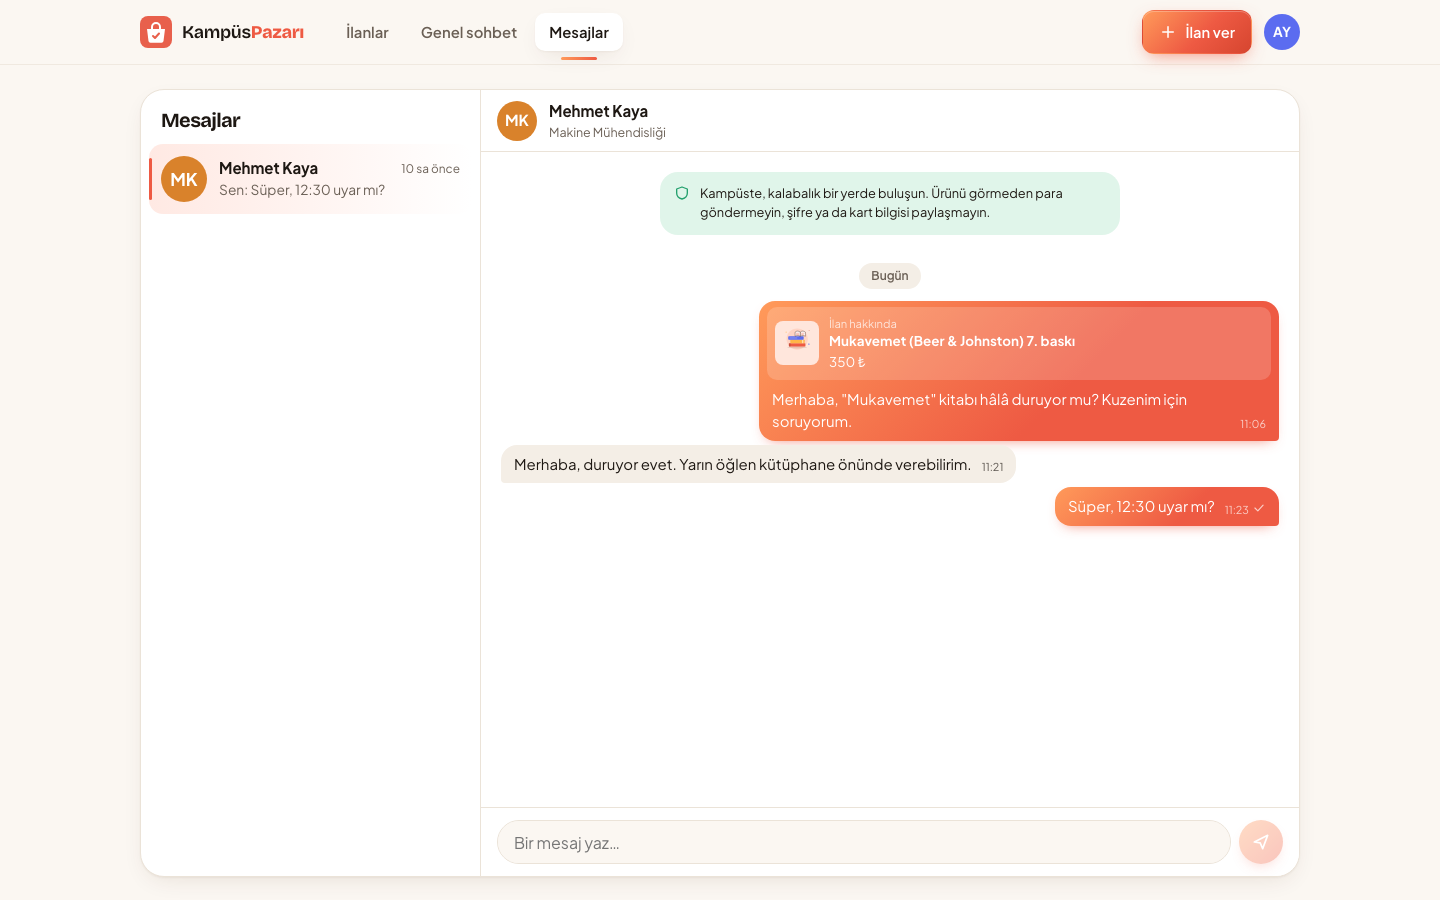 KampüsPazarı
İlanlar
Genel sohbet
Mesajlar
İlan ver
AY
Mesajlar
MK
Mehmet Kaya
10 sa önce
Sen: Süper, 12:30 uyar mı?
MK
Mehmet Kaya
Makine Mühendisliği
Kampüste, kalabalık bir yerde buluşun. Ürünü görmeden para
göndermeyin, şifre ya da kart bilgisi paylaşmayın.
Bugün
İlan hakkında
Mukavemet (Beer & Johnston) 7. baskı
350 ₺
Merhaba, "Mukavemet" kitabı hâlâ duruyor mu? Kuzenim için
soruyorum.
11:06
Merhaba, duruyor evet. Yarın öğlen kütüphane önünde verebilirim.
11:21
Süper, 12:30 uyar mı?
11:23
Bir mesaj yaz...